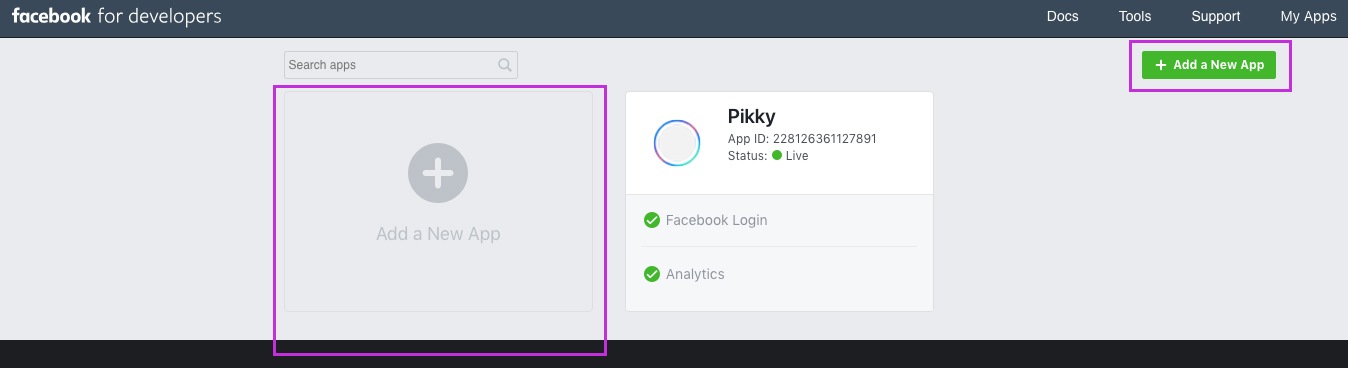 facebook for developers
Docs Tools Support My Apps
Search apps
+ Add a New App
Add a New App
Pikky
App ID: 228126361127891
Status: Live
Facebook Login
Analytics